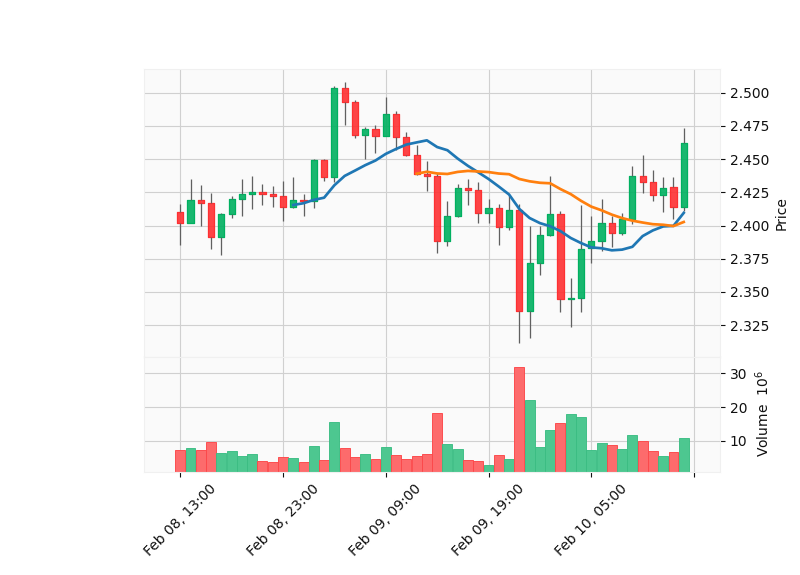 2.500
2.475
2.450
2.425
2.400
2.375
2.350
2.325
Price
30
20
10
Volume 10⁶
Feb 08, 13:00
Feb 08, 23:00
Feb 09, 09:00
Feb 09, 19:00
Feb 10, 05:00